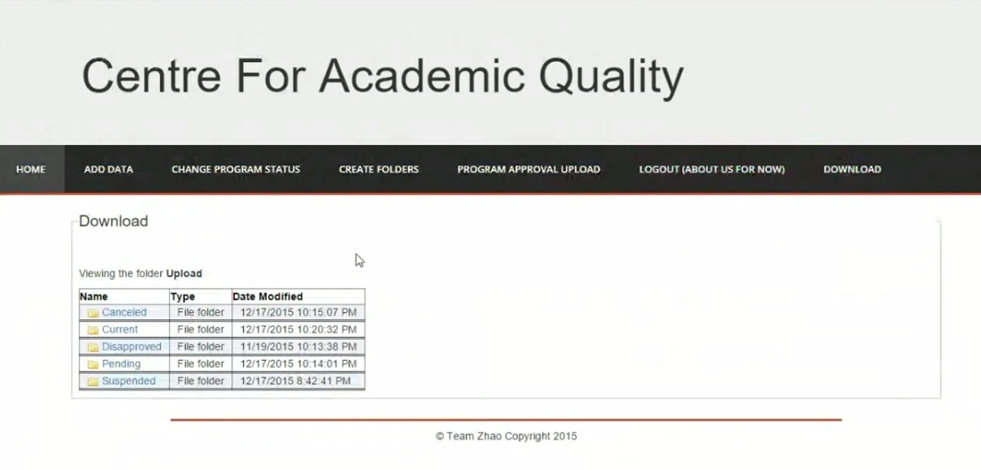 Centre For Academic Quality
HOME ADD DATA CHANGE PROGRAM STATUS CREATE FOLDERS PROGRAM APPROVAL UPLOAD LOGOUT (ABOUT US FOR NOW) DOWNLOAD
Download
Viewing the folder Upload
Name Type Date Modified
Canceled File folder 12/17/2015 10:15:07 PM
Current File folder 12/17/2015 10:20:32 PM
Disapproved File folder 11/19/2015 10:13:38 PM
Pending File folder 12/17/2015 10:14:01 PM
Suspended File folder 12/17/2015 8:42:41 PM
© Team Zhao Copyright 2015